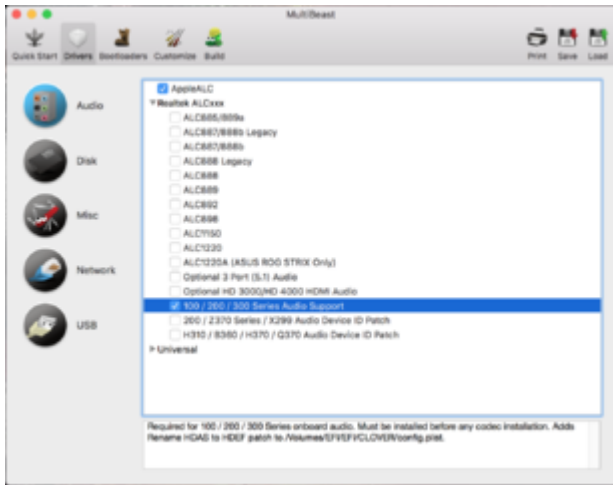 MultiBeast
Quick Start Drivers Bootloaders Customize Build Print Save Load
Audio
Disk
Misc
Network
USB
AppleALC
Realtek ALCxxx
ALC885/889a
ALC887/888b Legacy
ALC887/888b
ALC888 Legacy
ALC888
ALC889
ALC892
ALC898
ALC1150
ALC1220
ALC1220A (ASUS ROG STRIX Only)
Optional 3 Port (5.1) Audio
Optional HD 3000/HD 4000 HDMI Audio
100 / 200 / 300 Series Audio Support
200 / Z370 Series / X299 Audio Device ID Patch
H310 / B360 / H370 / Q370 Audio Device ID Patch
Universal
Required for 100 / 200 / 300 Series onboard audio. Must be installed before any codec installation. Adds
Rename HDAS to HDEF patch to /Volumes/EFI/EFI/CLOVER/config.plist.